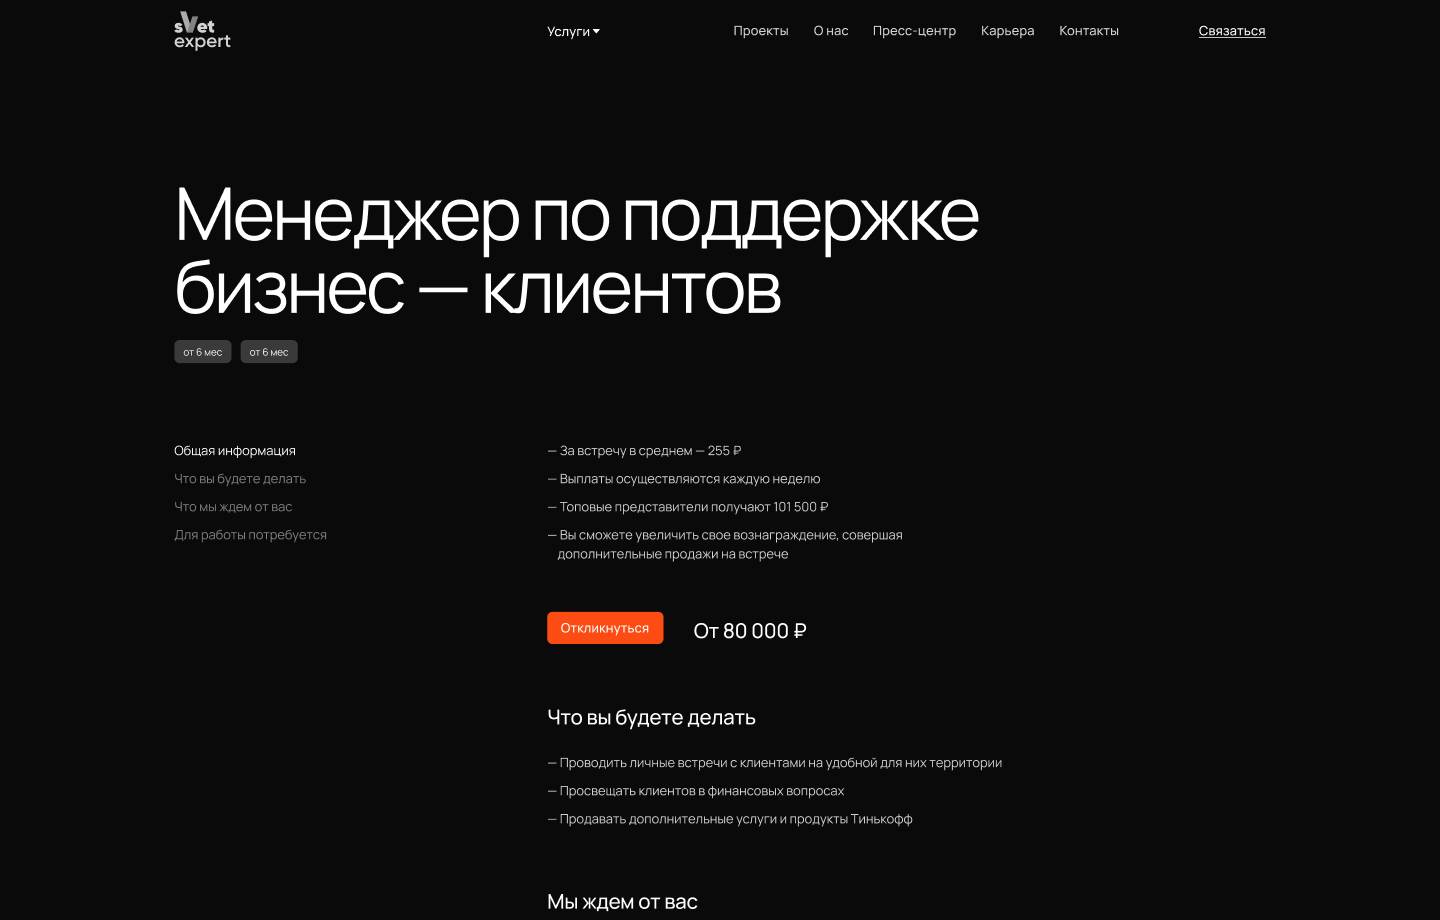 sVet
expert
Услуги
Проекты
О нас
Пресс-центр
Карьера
Контакты
Связаться
Менеджер по поддержке
бизнес — клиентов
от 6 мес
от 6 мес
Общая информация
Что вы будете делать
Что мы ждем от вас
Для работы потребуется
— За встречу в среднем — 255 ₽
— Выплаты осуществляются каждую неделю
— Топовые представители получают 101 500 ₽
— Вы сможете увеличить свое вознаграждение, совершая
дополнительные продажи на встрече
Откликнуться
От 80 000 ₽
Что вы будете делать
— Проводить личные встречи с клиентами на удобной для них территории
— Просвещать клиентов в финансовых вопросах
— Продавать дополнительные услуги и продукты Тинькофф
Мы ждем от вас